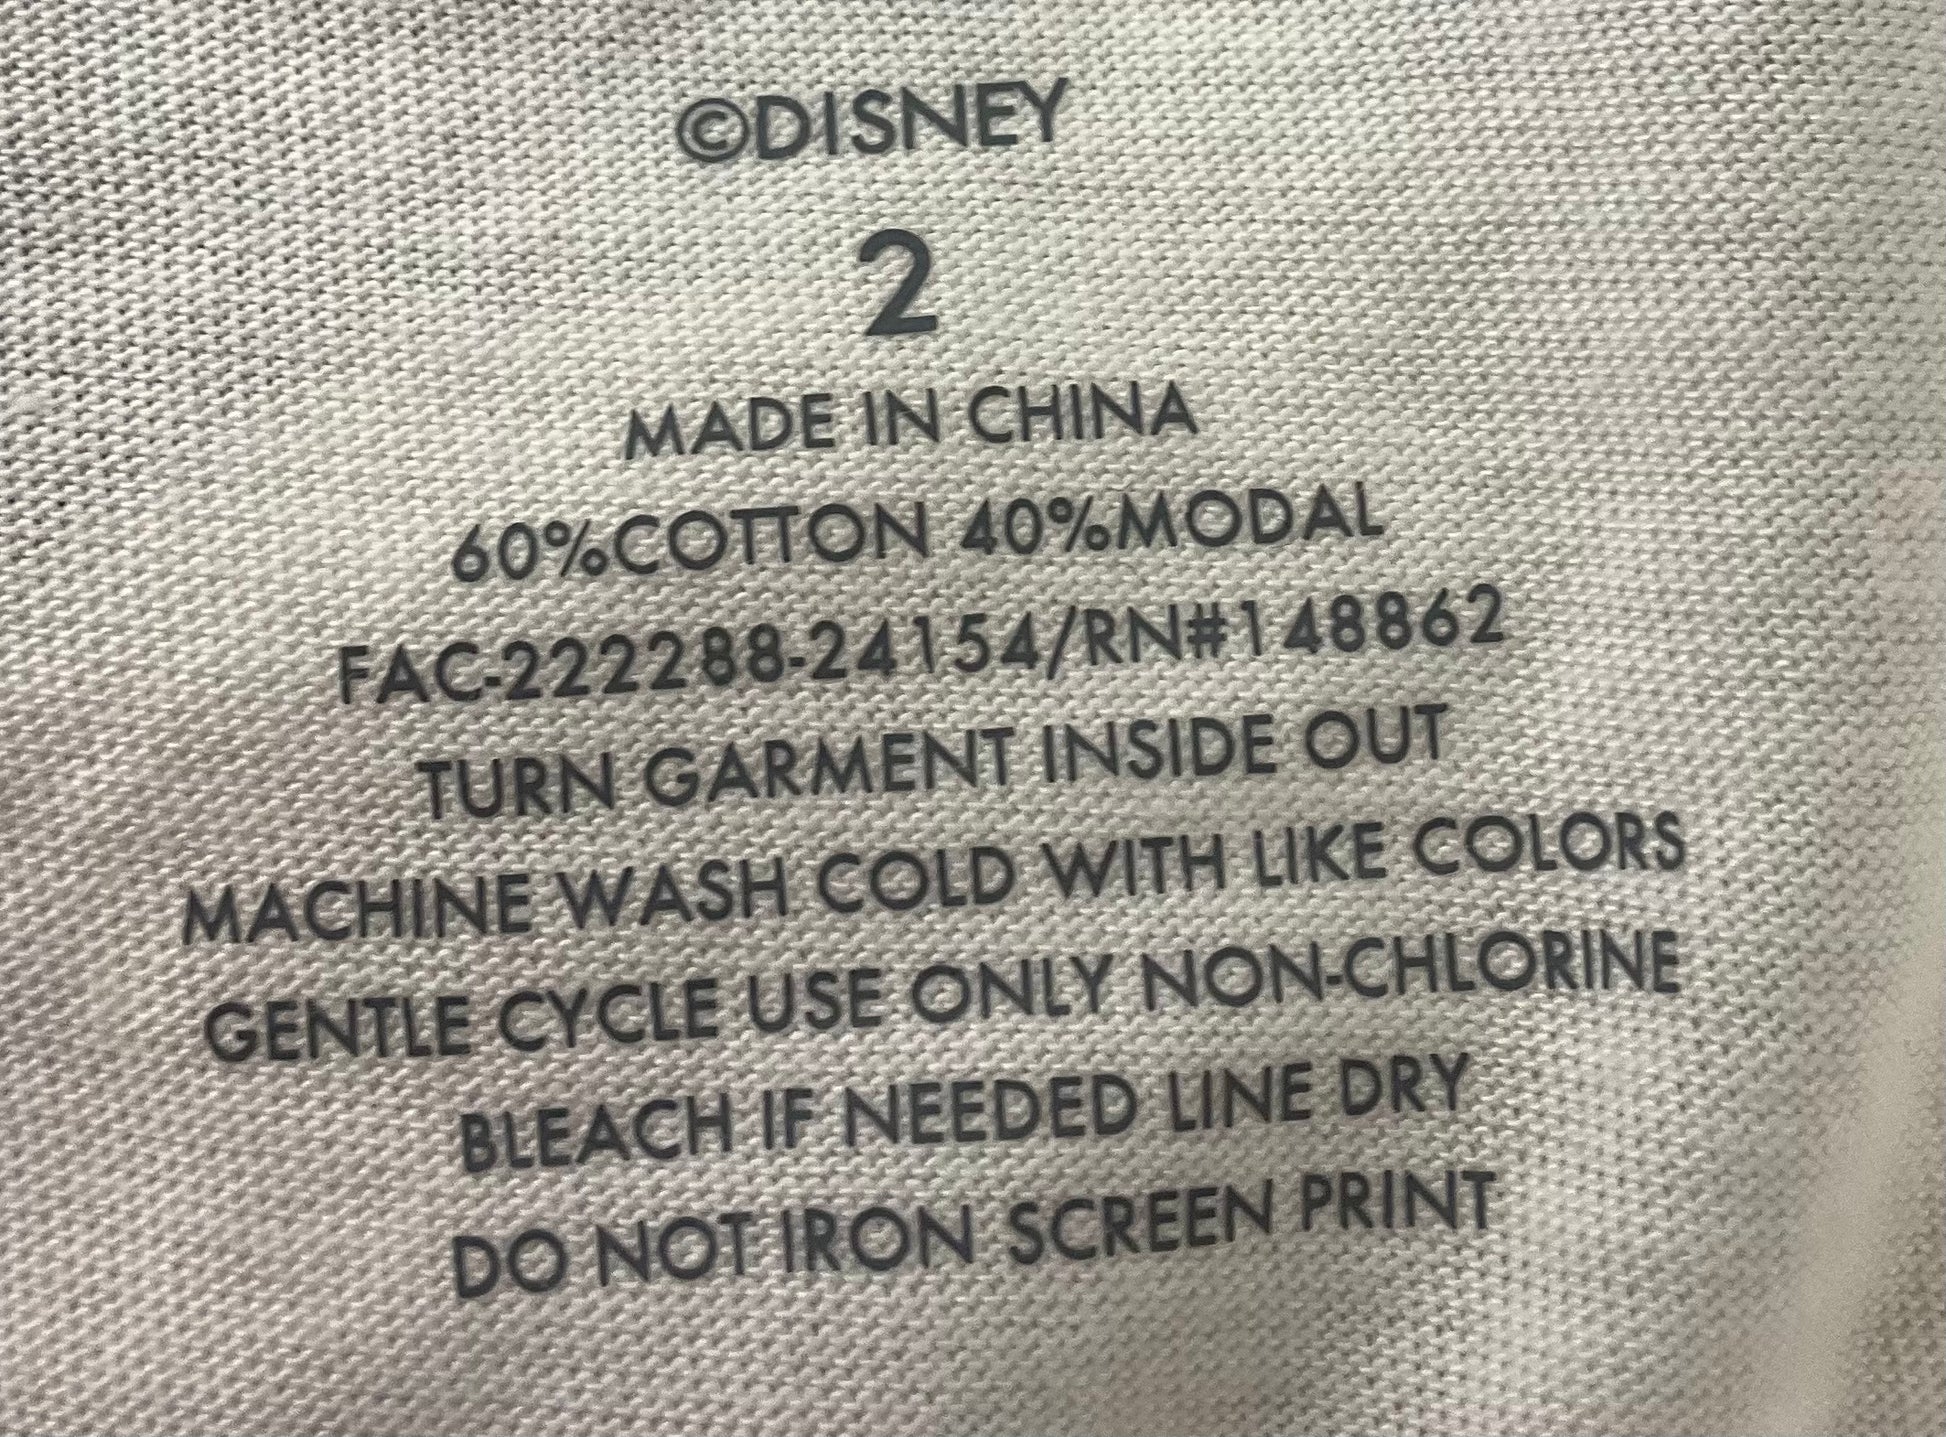 ©DISNEY
2
MADE IN CHINA
60%COTTON 40%MODAL
FAC-222288-24154/RN#148862
TURN GARMENT INSIDE OUT
MACHINE WASH COLD WITH LIKE COLORS
GENTLE CYCLE USE ONLY NON-CHLORINE
BLEACH IF NEEDED LINE DRY
DO NOT IRON SCREEN PRINT